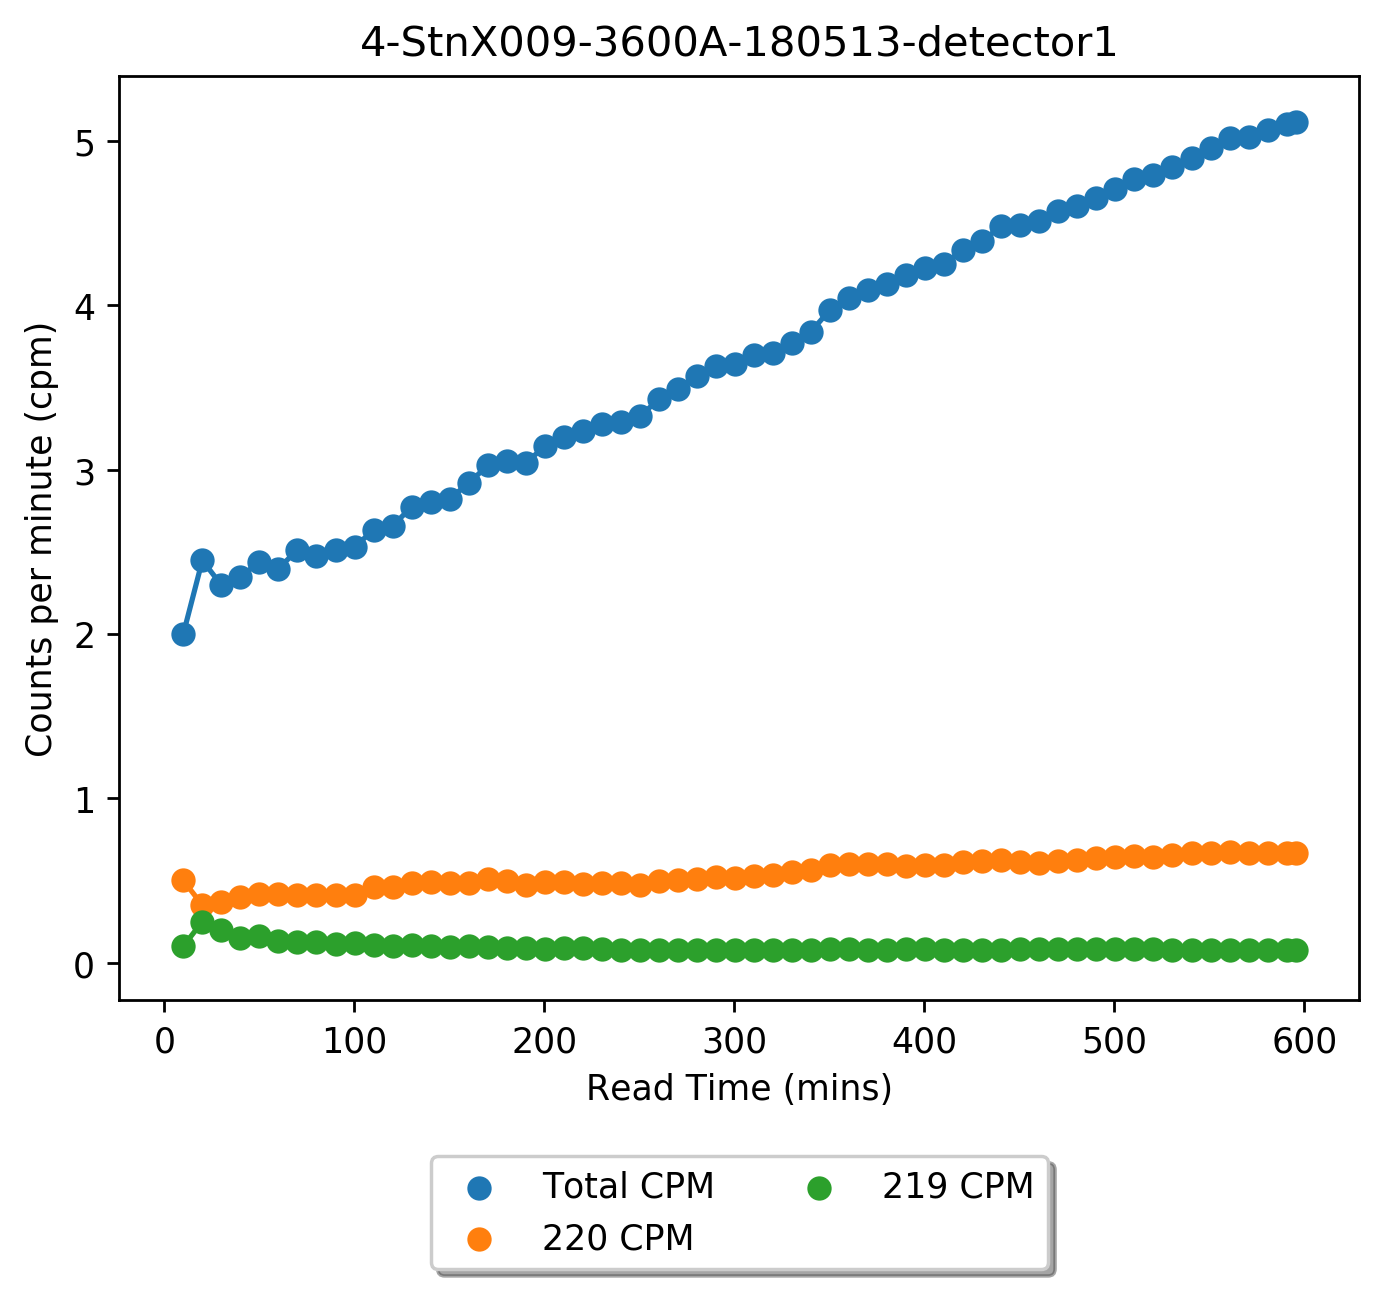 4-StnX009-3600A-180513-detector1
Counts per minute (cpm)
5
4
3
2
1
0
0 100 200 300 400 500 600
Read Time (mins)
Total CPM 219 CPM
220 CPM